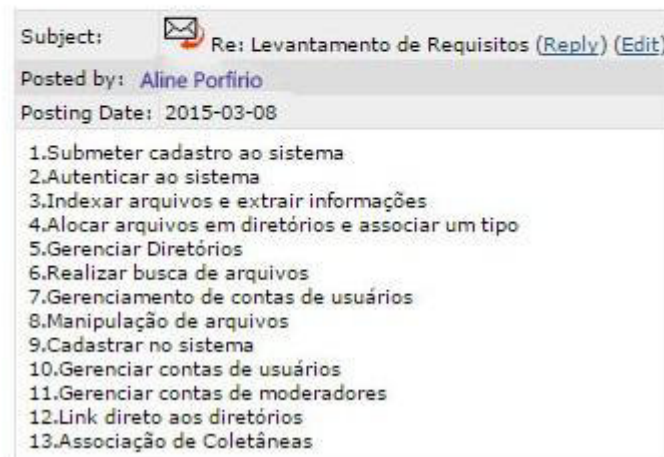 Subject: Re: Levantamento de Requisitos (Reply) (Edit)
Posted by: Aline Porfírio
Posting Date: 2015-03-08
1.Submeter cadastro ao sistema
2.Autenticar ao sistema
3.Indexar arquivos e extrair informações
4.Alocar arquivos em diretórios e associar um tipo
5.Gerenciar Diretórios
6.Realizar busca de arquivos
7.Gerenciamento de contas de usuários
8.Manipulação de arquivos
9.Cadastrar no sistema
10.Gerenciar contas de usuários
11.Gerenciar contas de moderadores
12.Link direto aos diretórios
13.Associação de Coletâneas